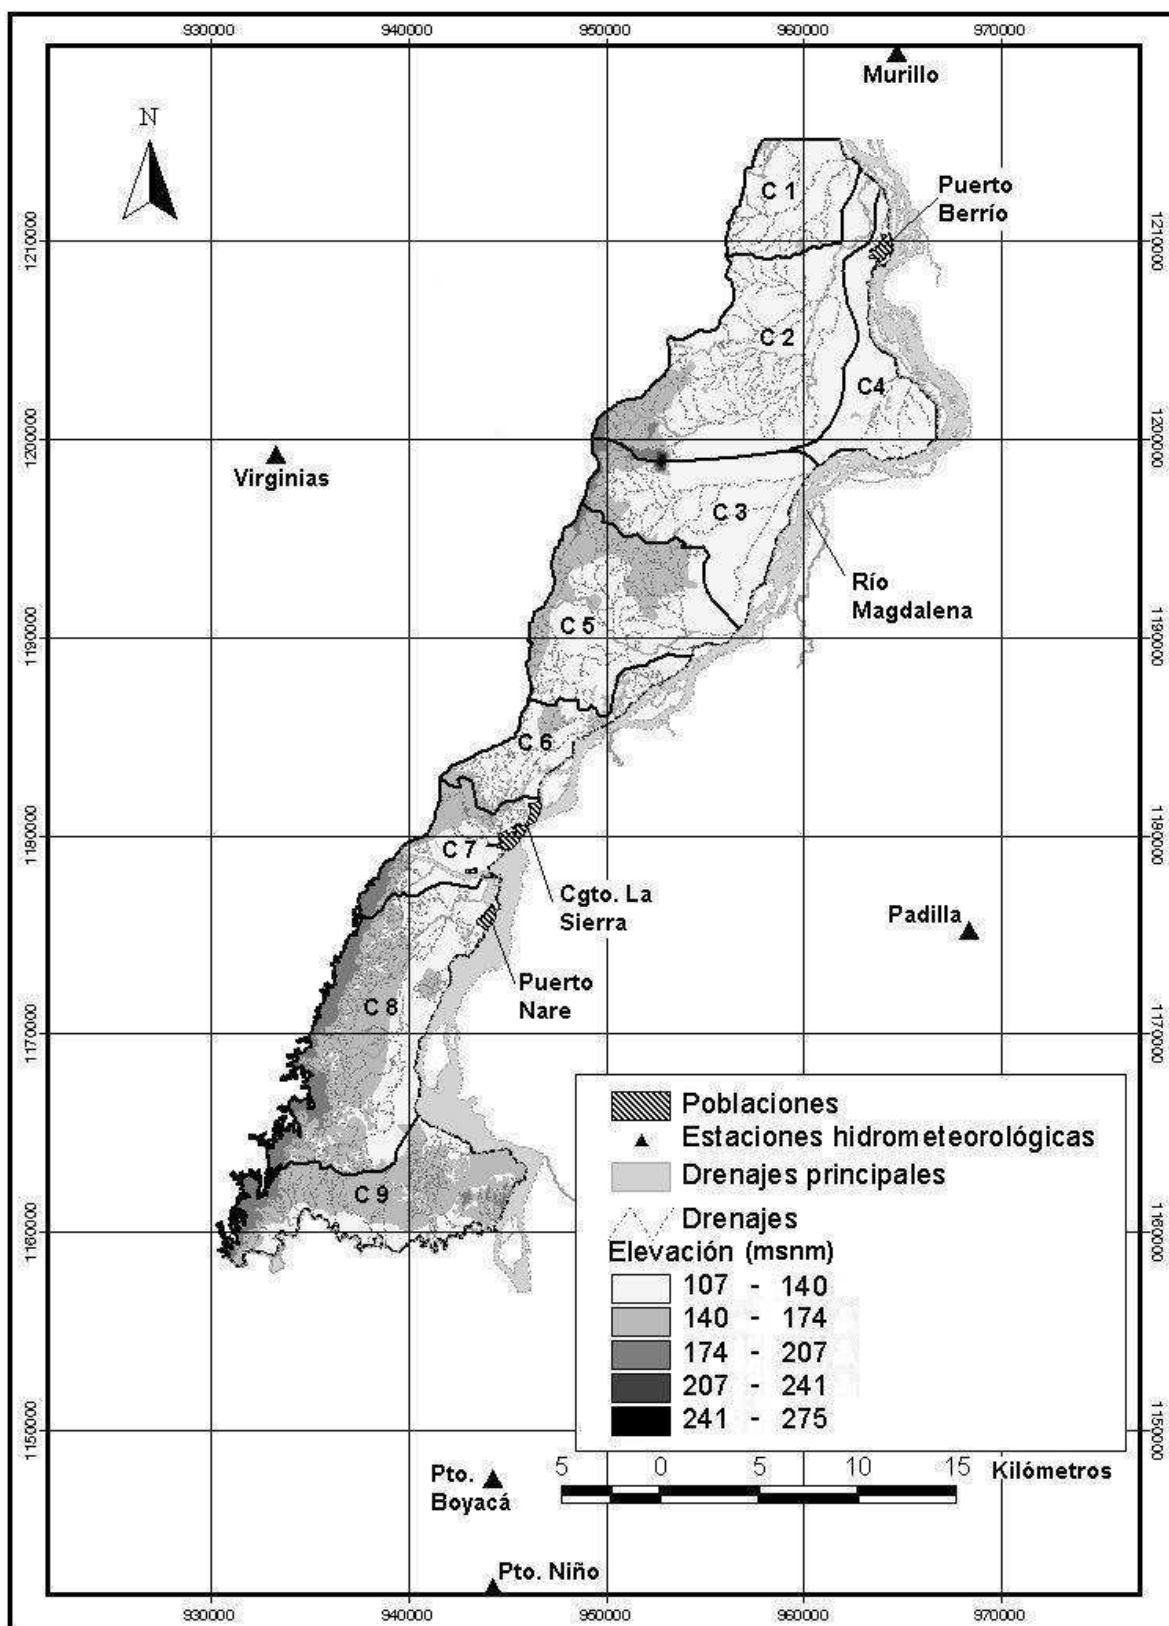 930000 940000 950000 960000 970000
Murillo
N
Puerto
Berrío
C 1
1210000 1210000
C 2
C4
1200000 1200000
Virginias
C 3
Río
Magdalena
C 5
1190000 1190000
C 6
1180000 1180000
C 7
Cgto. La
Sierra
Padilla
Puerto
Nare
C 8
1170000 1170000
C 9
1160000 1160000
Poblaciones
Estaciones hidrometeorológicas
Drenajes principales
Drenajes
Elevación (msnm)
107 - 140
140 - 174
174 - 207
207 - 241
241 - 275
1150000 1150000
5 0 5 10 15 Kilómetros
Pto.
Boyacá
Pto. Niño
930000 940000 950000 960000 970000